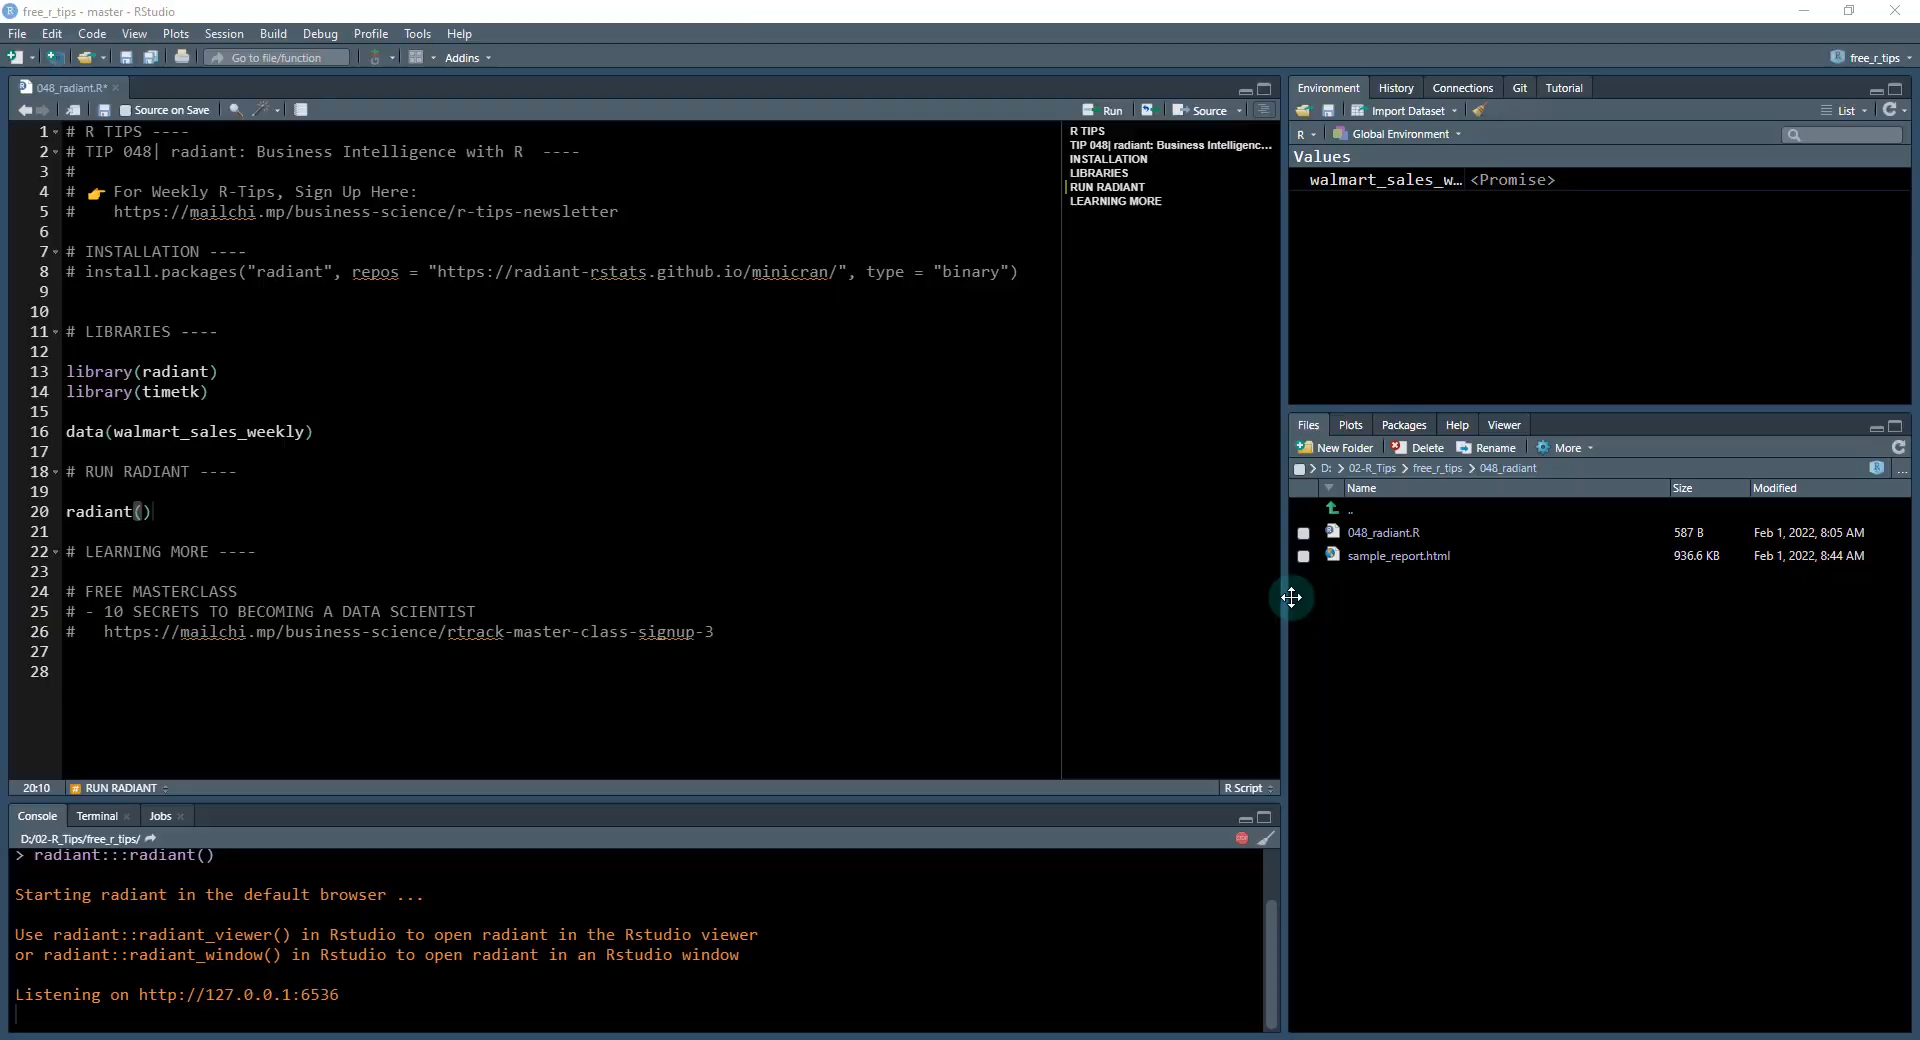 free_r_tips - master - RStudio
File Edit Code View Plots Session Build Debug Profile Tools Help
Go to file/function Addins free_r_tips
048_radiant.R*
Source on Save Run Source
1 # R TIPS ----
2 # TIP 048| radiant: Business Intelligence with R ----
3 #
4 # 👉 For Weekly R-Tips, Sign Up Here:
5 # https://mailchi.mp/business-science/r-tips-newsletter
6
7 # INSTALLATION ----
8 # install.packages("radiant", repos = "https://radiant-rstats.github.io/minicran/", type = "binary")
9
10
11 # LIBRARIES ----
12
13 library(radiant)
14 library(timetk)
15
16 data(walmart_sales_weekly)
17
18 # RUN RADIANT ----
19
20 radiant()
21
22 # LEARNING MORE ----
23
24 # FREE MASTERCLASS
25 # - 10 SECRETS TO BECOMING A DATA SCIENTIST
26 # https://mailchi.mp/business-science/rtrack-master-class-signup-3
27
28
R TIPS
TIP 048| radiant: Business Intelligenc...
INSTALLATION
LIBRARIES
RUN RADIANT
LEARNING MORE
20:10 # RUN RADIANT R Script
Console Terminal Jobs
D:/02-R_Tips/free_r_tips/
> radiant:::radiant()
Starting radiant in the default browser ...
Use radiant::radiant_viewer() in Rstudio to open radiant in the Rstudio viewer
or radiant::radiant_window() in Rstudio to open radiant in an Rstudio window
Listening on http://127.0.0.1:6536
Environment History Connections Git Tutorial
Import Dataset List
R Global Environment
Values
walmart_sales_w... <Promise>
Files Plots Packages Help Viewer
New Folder Delete Rename More
D: > 02-R_Tips > free_r_tips > 048_radiant ...
Name Size Modified
..
048_radiant.R 587 B Feb 1, 2022, 8:05 AM
sample_report.html 936.6 KB Feb 1, 2022, 8:44 AM